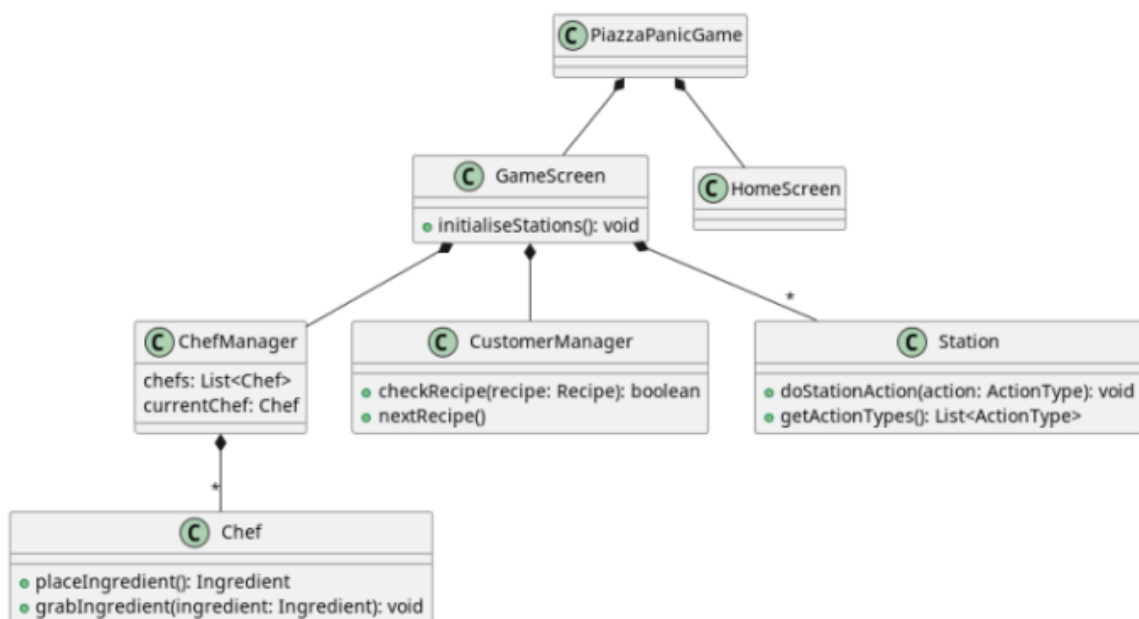 C PiazzaPanicGame
C GameScreen
initialiseStations(): void
C HomeScreen
*
C ChefManager
chefs: List<Chef>
currentChef: Chef
C CustomerManager
checkRecipe(recipe: Recipe): boolean
nextRecipe()
C Station
doStationAction(action: ActionType): void
getActionTypes(): List<ActionType>
*
C Chef
placeIngredient(): Ingredient
grabIngredient(ingredient: Ingredient): void